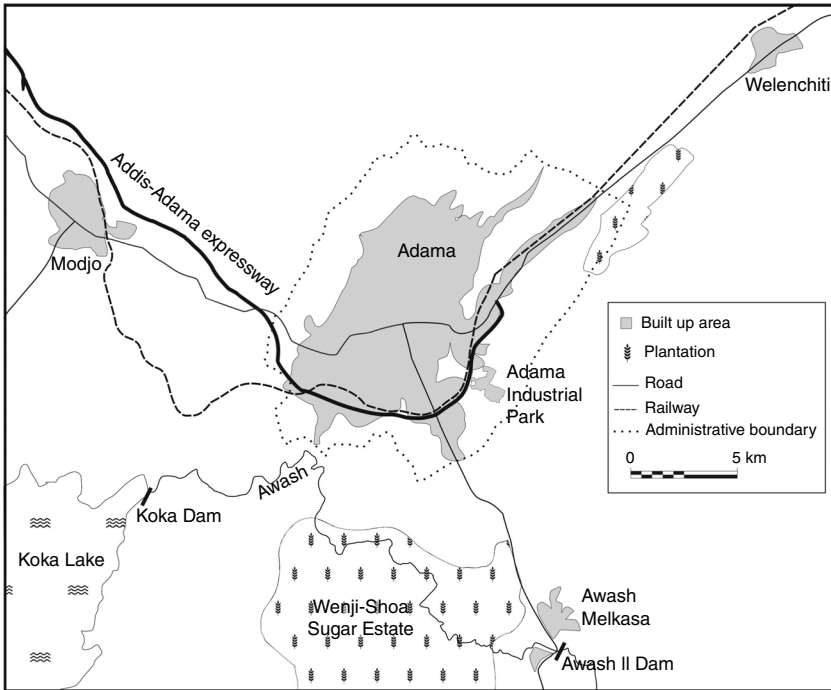 Welenchiti
Addis-Adama expressway
Adama
Modjo
Built up area
Plantation
Road
Railway
Administrative boundary
0 5 km
Adama
Industrial
Park
Awash
Koka Dam
Koka Lake
Wenji-Shoa
Sugar Estate
Awash
Melkasa
Awash II Dam